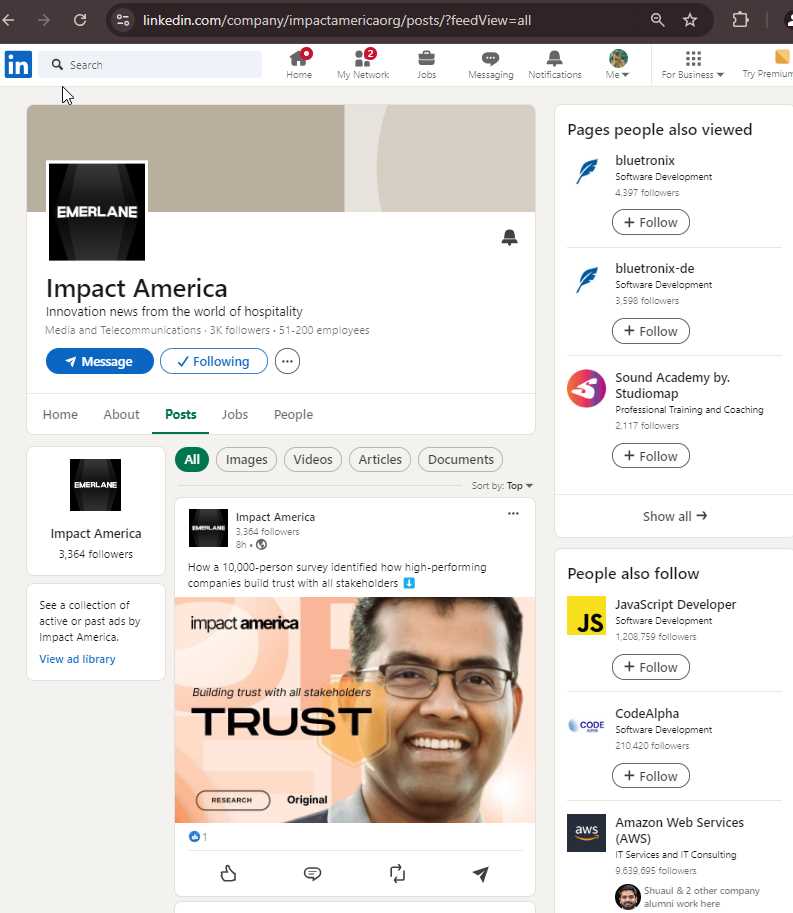 linkedin.com/company/impactamericaorg/posts/?feedView=all
in
Search
Home
My Network
2
Jobs
Messaging
Notifications
Me
For Business
Try Premium
EMERLANE
Impact America
Innovation news from the world of hospitality
Media and Telecommunications · 3K followers · 51-200 employees
Message
Following
Home
About
Posts
Jobs
People
EMERLANE
Impact America
3,364 followers
See a collection of
active or past ads by
Impact America.
View ad library
All
Images
Videos
Articles
Documents
Sort by: Top
EMERLANE
Impact America
3,364 followers
8h •
How a 10,000-person survey identified how high-performing
companies build trust with all stakeholders
impact america
Building trust with all stakeholders
TRUST
RESEARCH
Original
1
Pages people also viewed
bluetronix
Software Development
4,397 followers
+ Follow
bluetronix-de
Software Development
3,598 followers
+ Follow
Sound Academy by.
Studiomap
Professional Training and Coaching
2,117 followers
+ Follow
Show all →
People also follow
JS
JavaScript Developer
Software Development
1,208,759 followers
+ Follow
CODE
CodeAlpha
Software Development
210,420 followers
+ Follow
aws
Amazon Web Services
(AWS)
IT Services and IT Consulting
9,639,695 followers
Shuaul & 2 other company
alumni work here